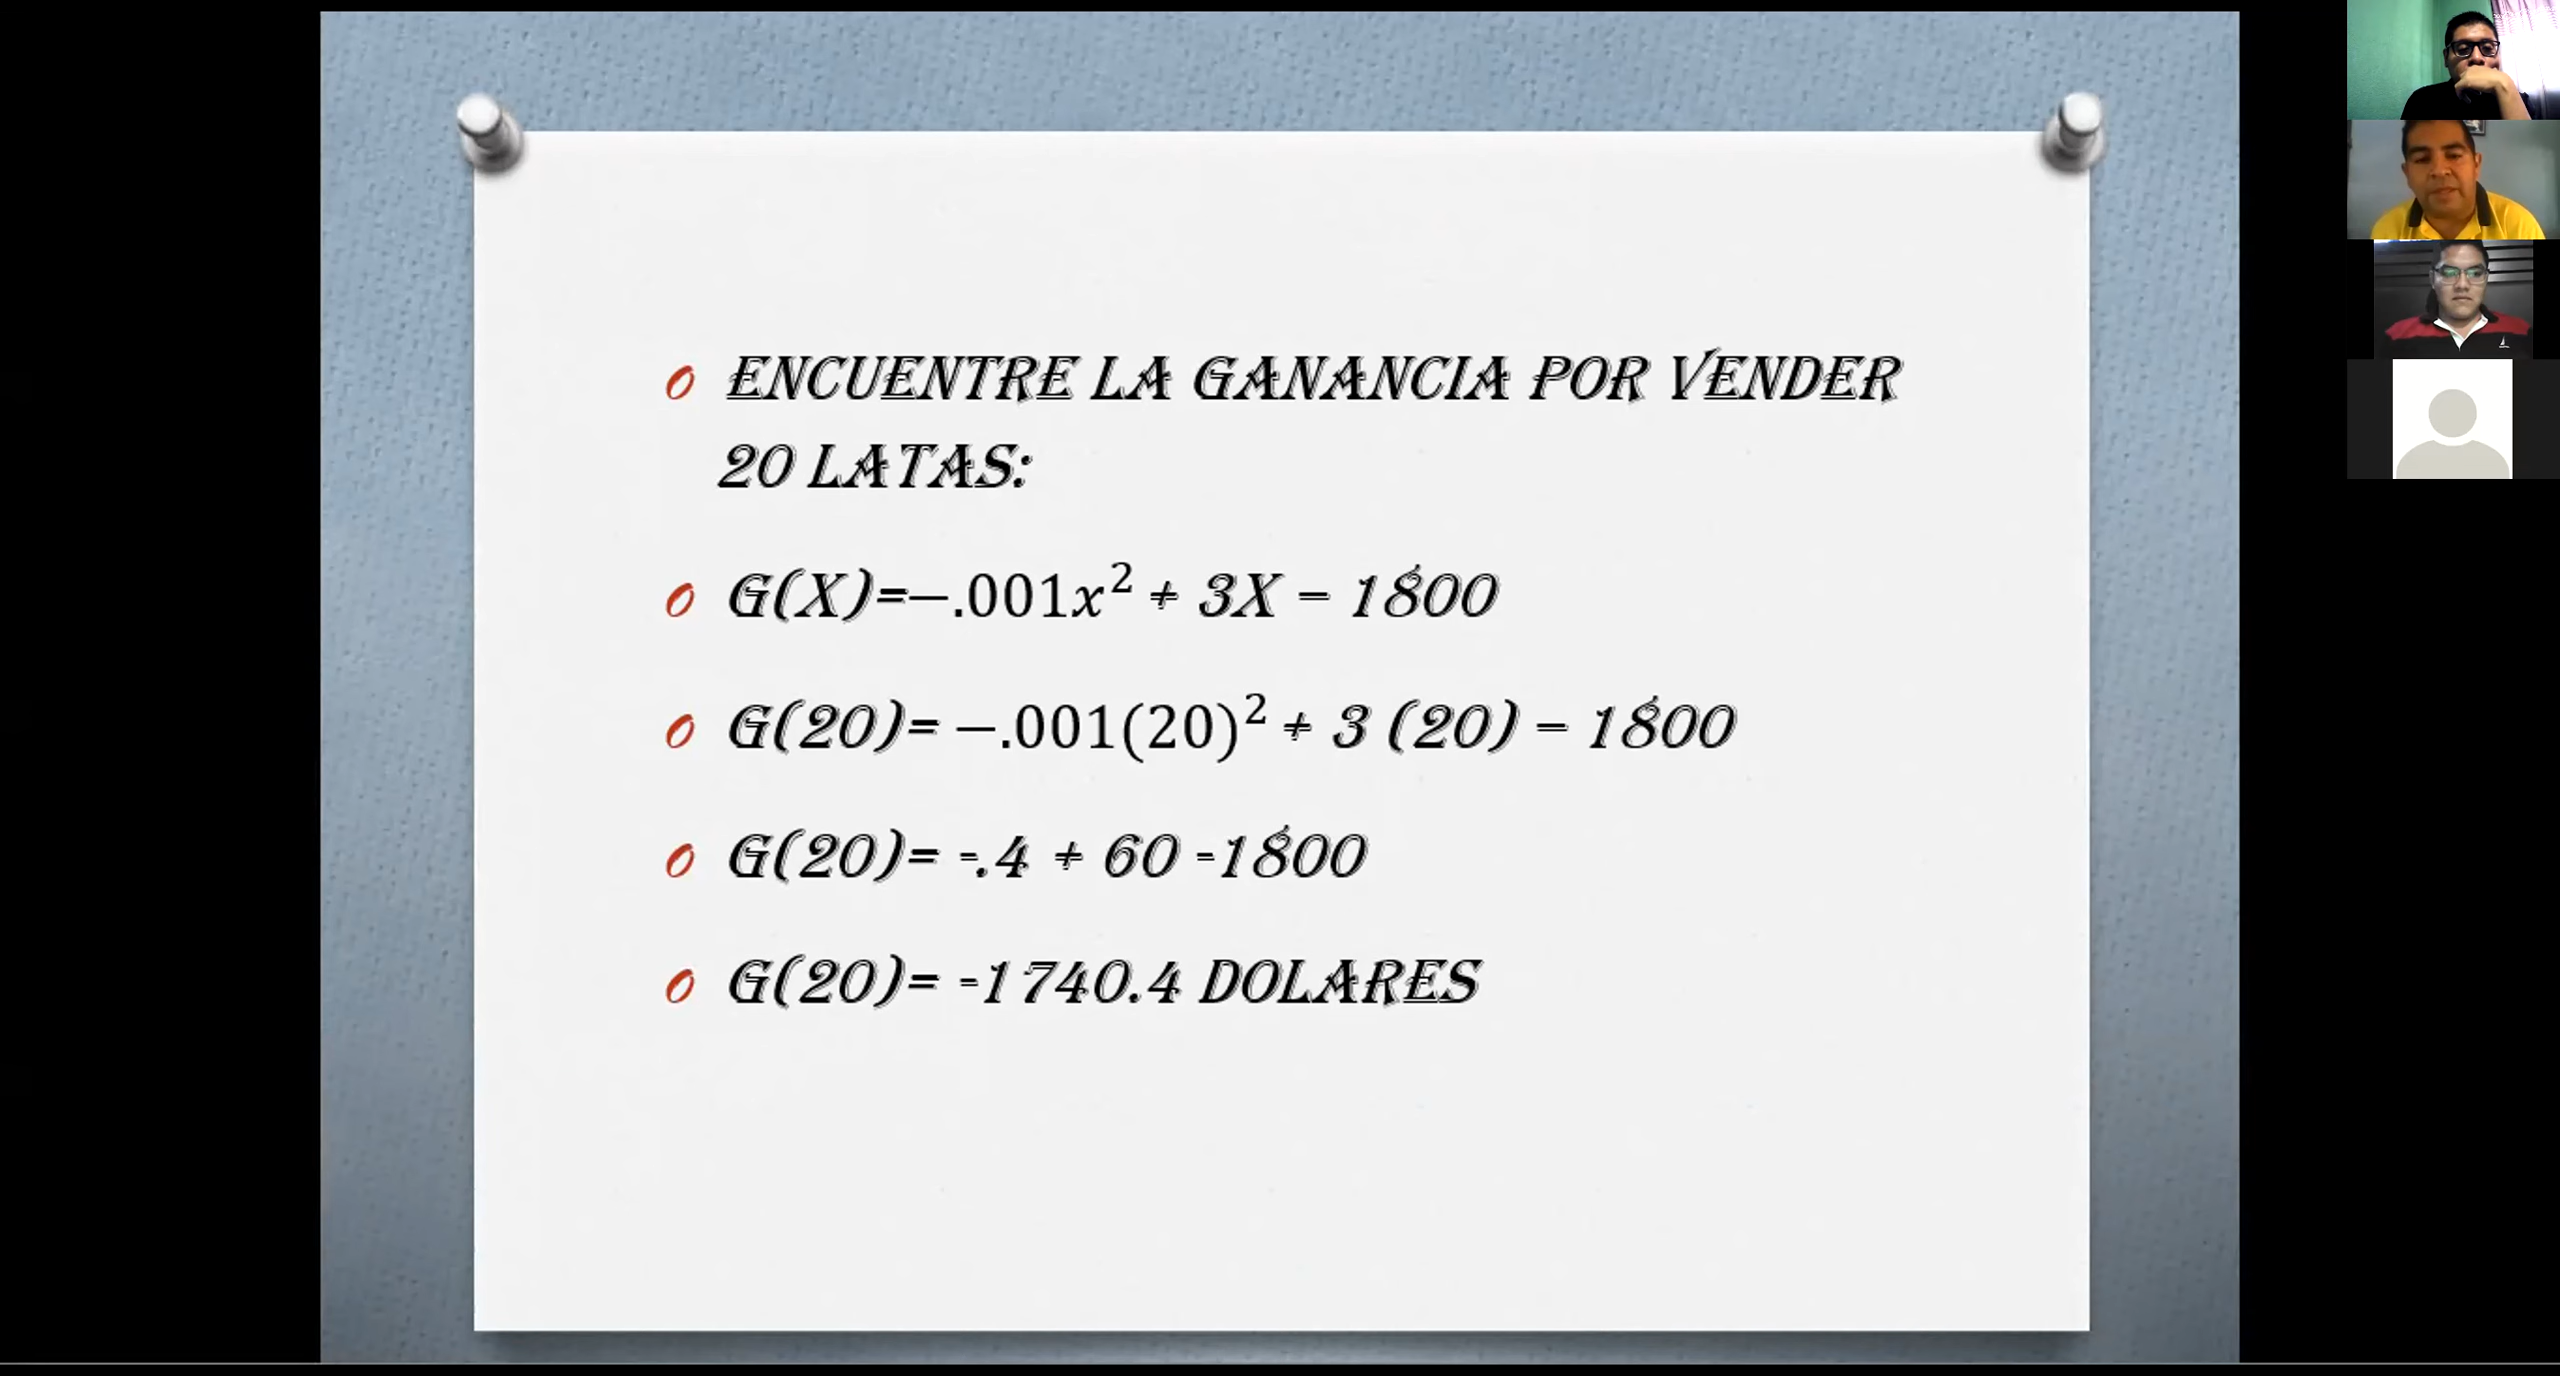 ENCUENTRE LA GANANCIA POR VENDER
20 LATAS:
G(X)=−.001x² + 3X – 1800
G(20)= −.001(20)² + 3 (20) – 1800
G(20)= -.4 + 60 -1800
G(20)= -1740.4 DOLARES